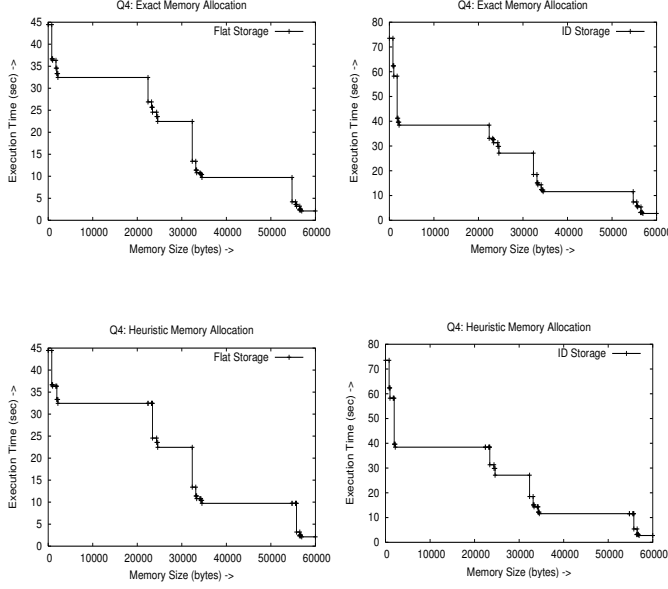 Q4: Exact Memory Allocation
Flat Storage
Execution Time (sec) ->
45
40
35
30
25
20
15
10
5
0
0 10000 20000 30000 40000 50000 60000
Memory Size (bytes) ->
Q4: Exact Memory Allocation
ID Storage
Execution Time (sec) ->
80
70
60
50
40
30
20
10
0
0 10000 20000 30000 40000 50000 60000
Memory Size (bytes) ->
Q4: Heuristic Memory Allocation
Flat Storage
Execution Time (sec) ->
45
40
35
30
25
20
15
10
5
0
0 10000 20000 30000 40000 50000 60000
Memory Size (bytes) ->
Q4: Heuristic Memory Allocation
ID Storage
Execution Time (sec) ->
80
70
60
50
40
30
20
10
0
0 10000 20000 30000 40000 50000 60000
Memory Size (bytes) ->